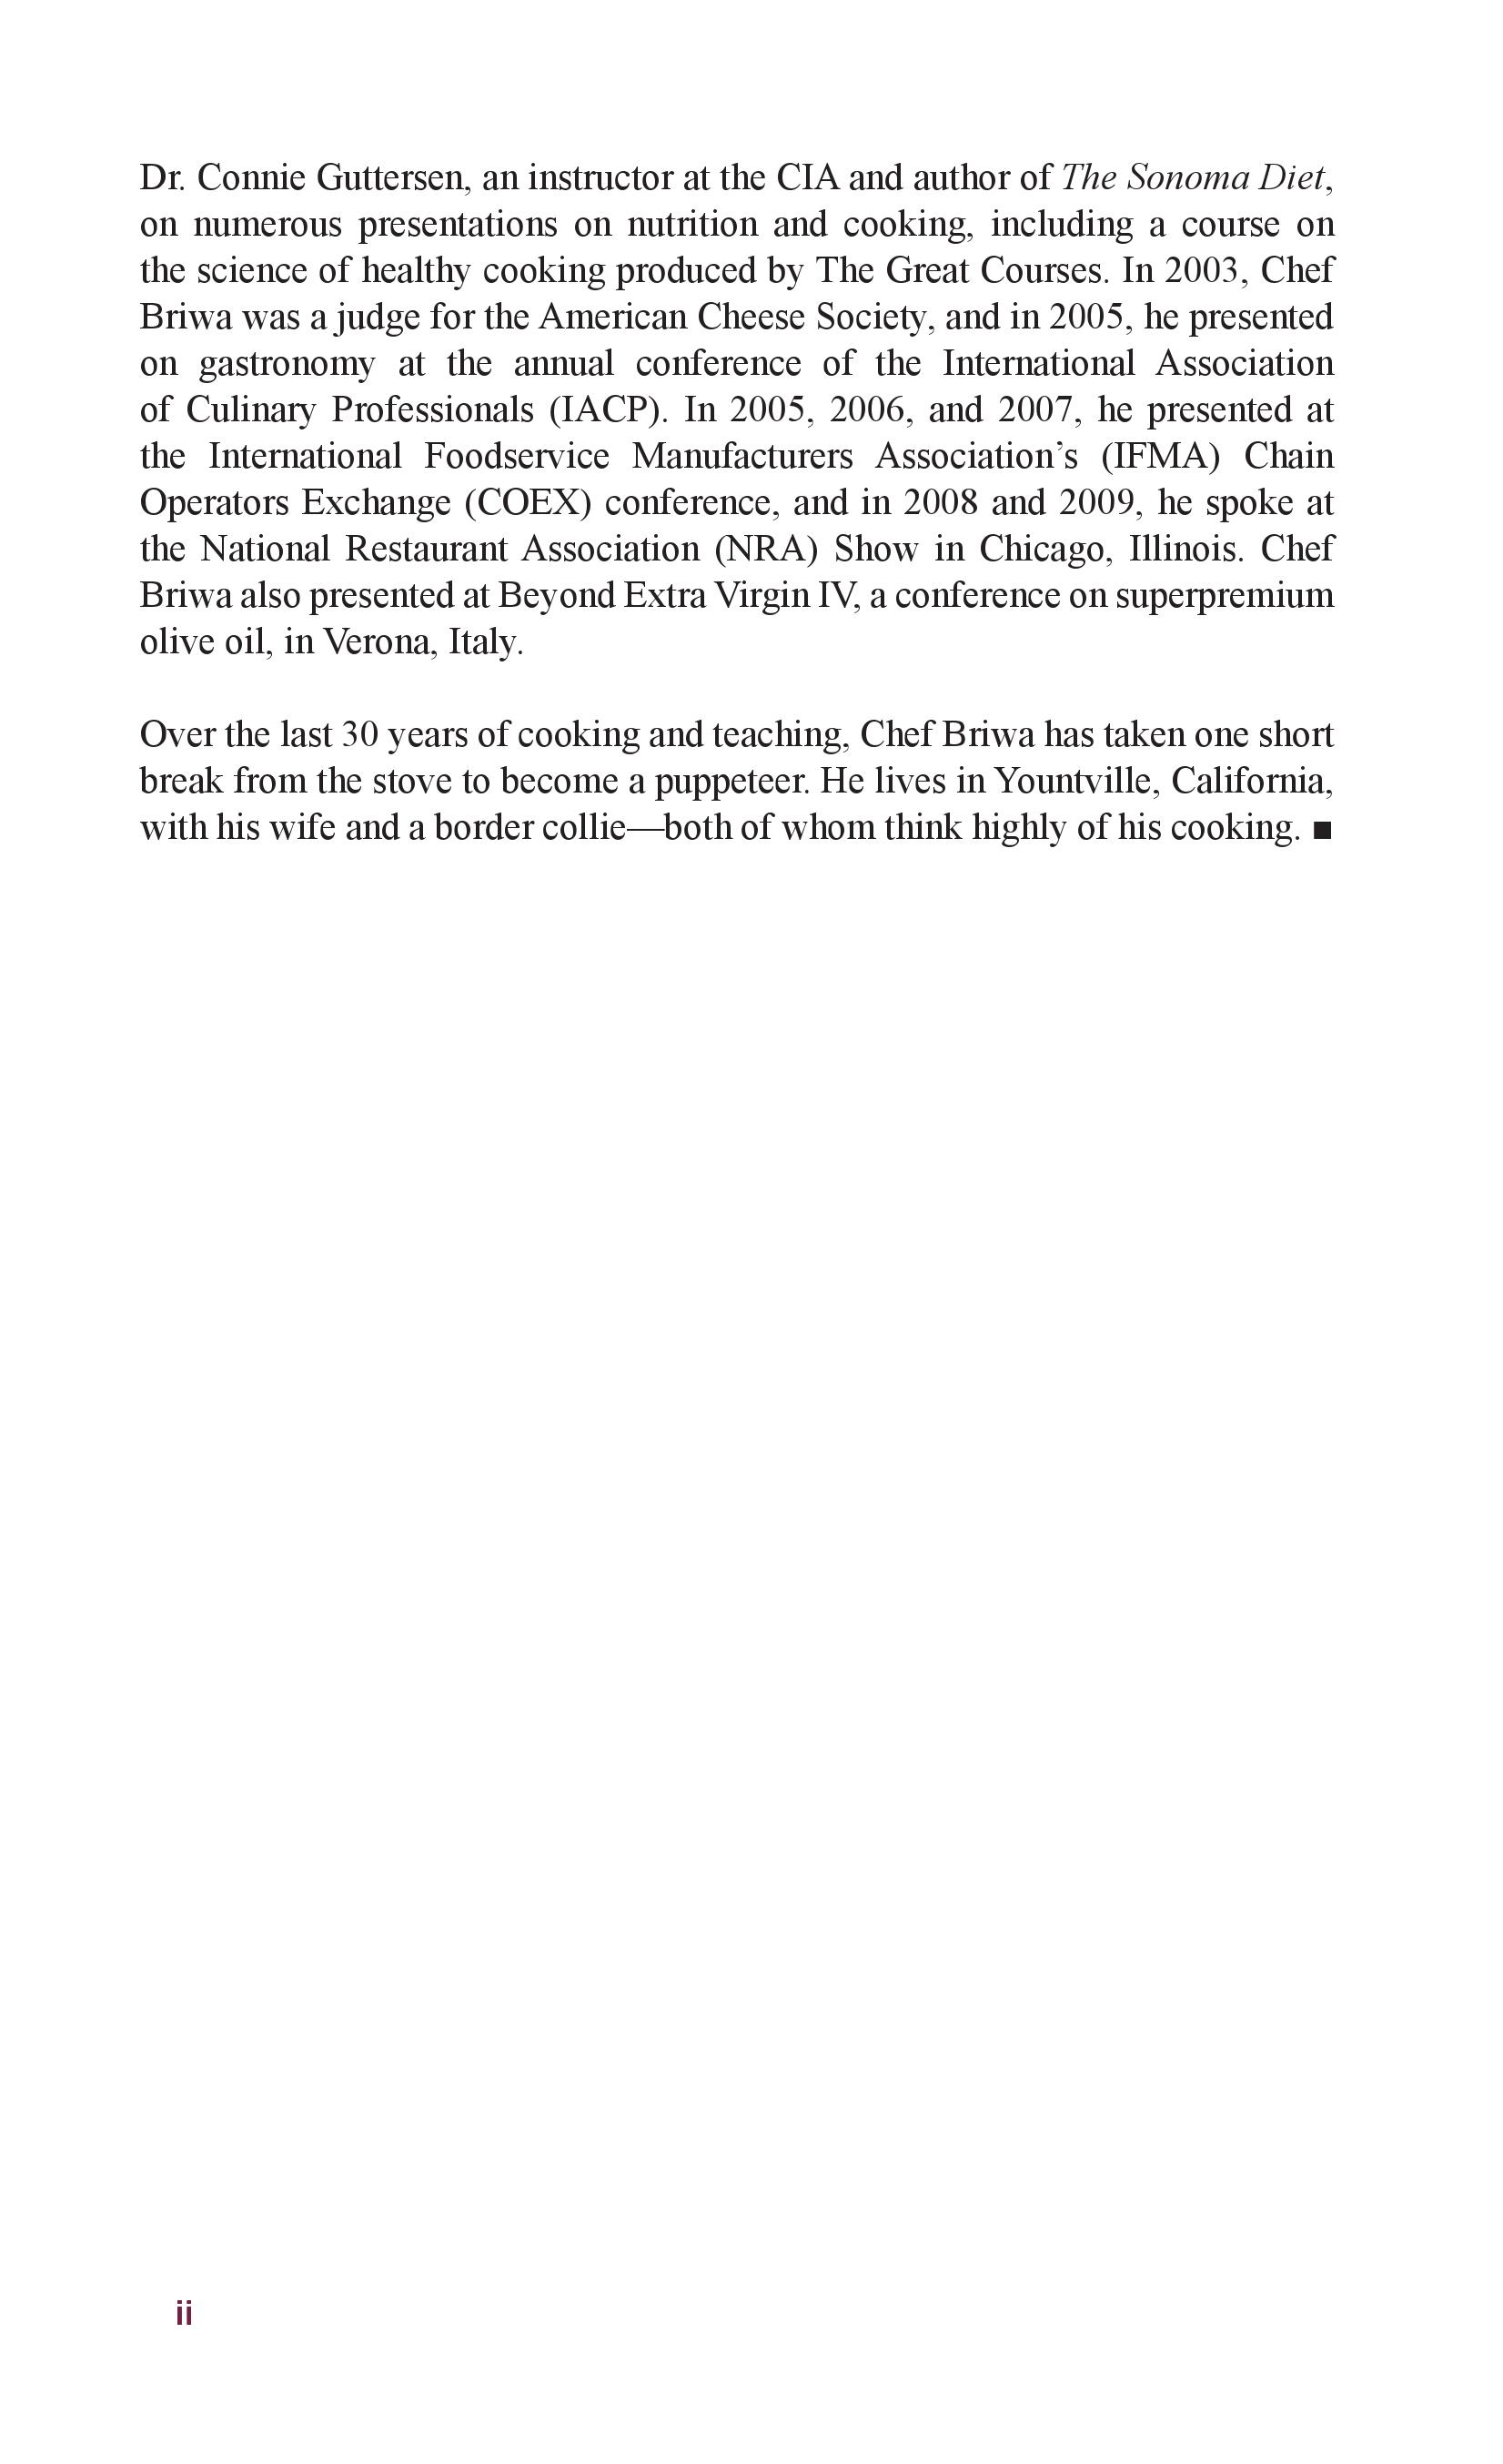 Dr. Connie Guttersen, an instructor at the CIA and author of The Sonoma Diet,
on numerous presentations on nutrition and cooking, including a course on
the science of healthy cooking produced by The Great Courses. In 2003, Chef
Briwa was a judge for the American Cheese Society, and in 2005, he presented
on gastronomy at the annual conference of the International Association
of Culinary Professionals (IACP). In 2005, 2006, and 2007, he presented at
the International Foodservice Manufacturers Association’s (IFMA) Chain
Operators Exchange (COEX) conference, and in 2008 and 2009, he spoke at
the National Restaurant Association (NRA) Show in Chicago, Illinois. Chef
Briwa also presented at Beyond Extra Virgin IV, a conference on superpremium
olive oil, in Verona, Italy.
Over the last 30 years of cooking and teaching, Chef Briwa has taken one short
break from the stove to become a puppeteer. He lives in Yountville, California,
with his wife and a border collie—both of whom think highly of his cooking. ■
ii